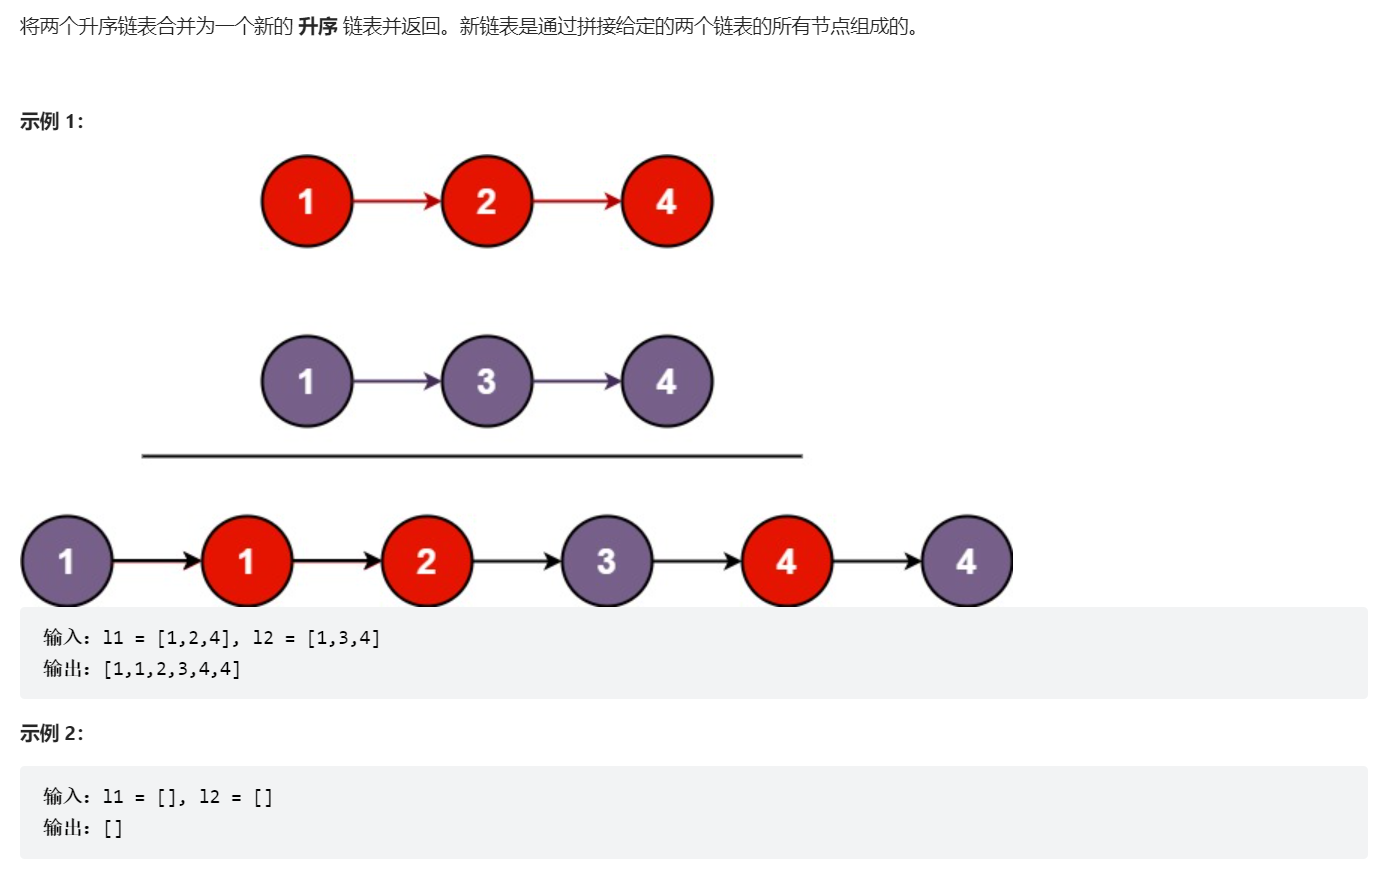 将两个升序链表合并为一个新的 升序 链表并返回。新链表是通过拼接给定的两个链表的所有节点组成的。
示例 1：
1 2 4
1 3 4
1 1 2 3 4 4
输入：l1 = [1,2,4], l2 = [1,3,4]
输出：[1,1,2,3,4,4]
示例 2：
输入：l1 = [], l2 = []
输出：[]